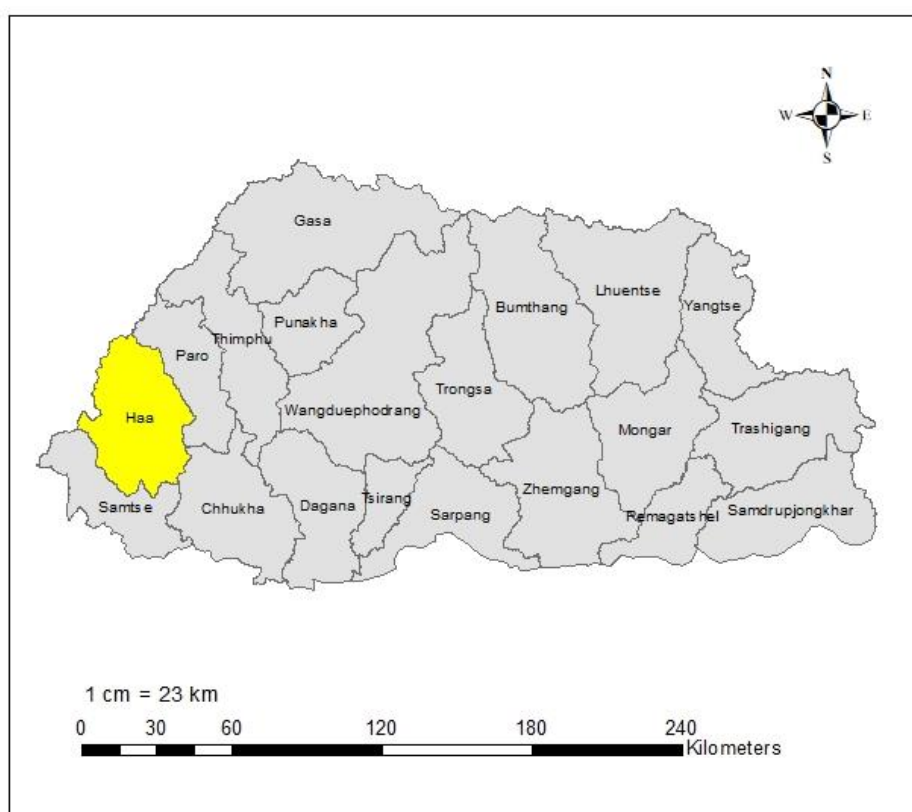 N
W E
S
Gasa
Lhuentse
Bumthang
Yangtse
Punakha
Thimphu
Paro
Trongsa
Haa
Wangduephodrang
Mongar
Trashigang
Zhemgang
Samtse
Chhukha
Dagana
Tsirang
Sarpang
Pemagatshel
Samdrupjongkhar
1 cm = 23 km
0 30 60 120 180 240
Kilometers